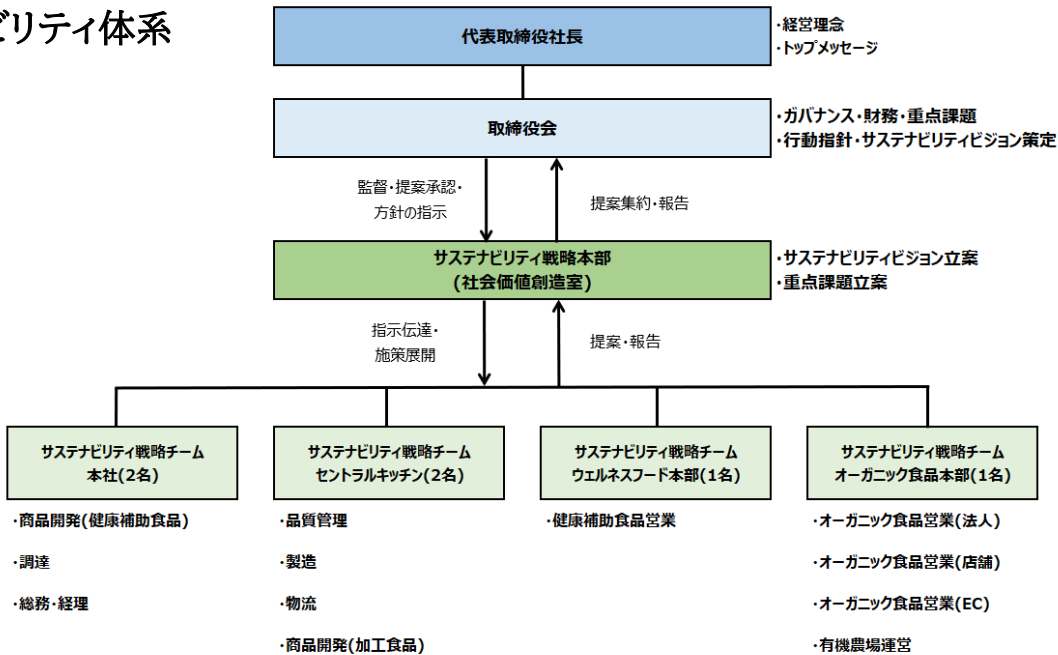 ビリティ体系
代表取締役社長
・経営理念
・トップメッセージ
取締役会
・ガバナンス・財務・重点課題
・行動指針・サステナビリティビジョン策定
監督・提案承認・
方針の指示
提案集約・報告
サステナビリティ戦略本部
(社会価値創造室)
・サステナビリティビジョン立案
・重点課題立案
指示伝達・
施策展開
提案・報告
サステナビリティ戦略チーム
本社(2名)
サステナビリティ戦略チーム
セントラルキッチン(2名)
サステナビリティ戦略チーム
ウェルネスフード本部(1名)
サステナビリティ戦略チーム
オーガニック食品本部(1名)
・商品開発(健康補助食品)
・調達
・総務・経理
・品質管理
・製造
・物流
・商品開発(加工食品)
・健康補助食品営業
・オーガニック食品営業(法人)
・オーガニック食品営業(店舗)
・オーガニック食品営業(EC)
・有機農場運営